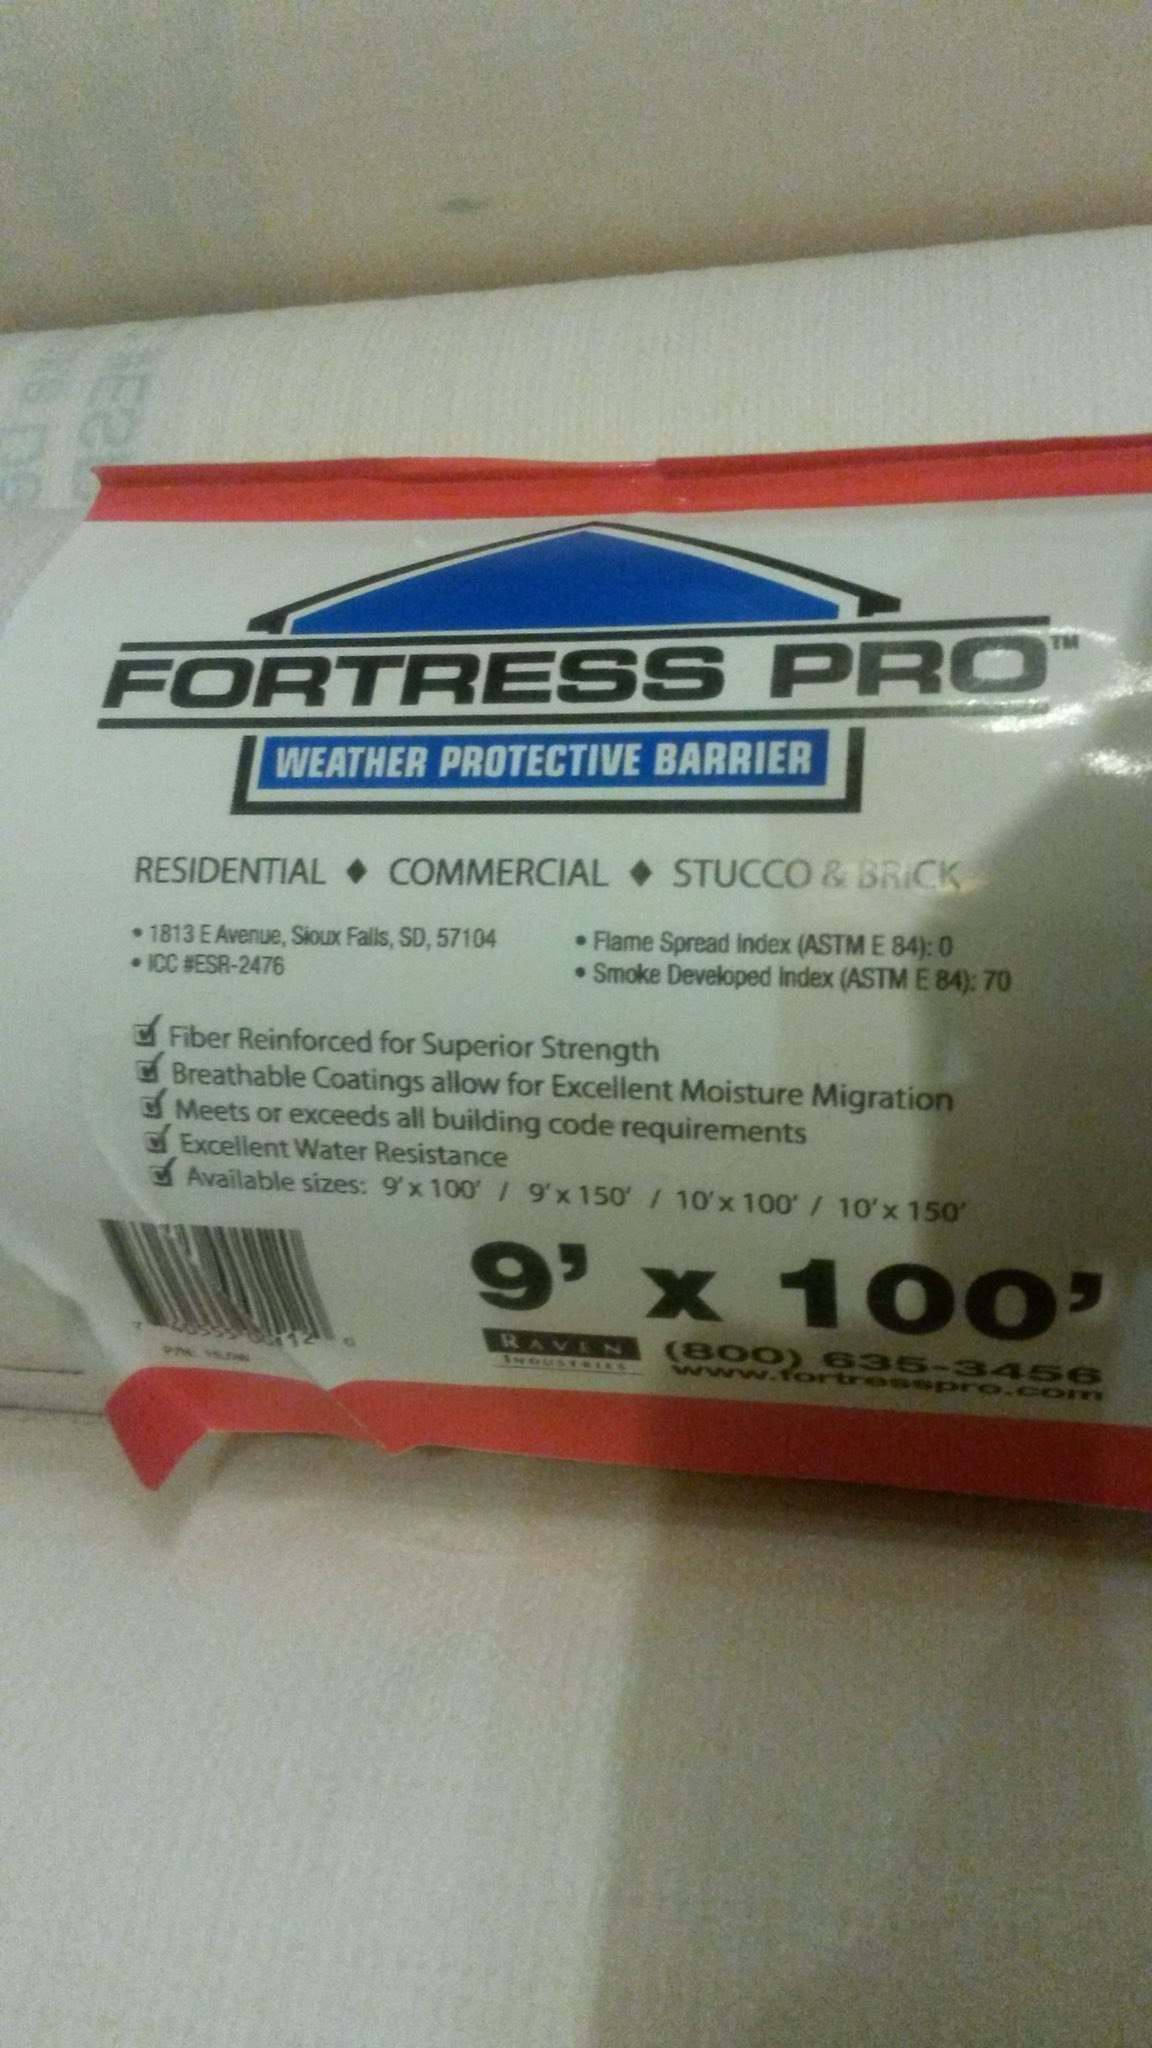 FORTRESS PRO™
WEATHER PROTECTIVE BARRIER
RESIDENTIAL ♦ COMMERCIAL ♦ STUCCO & BRICK
• 1813 E Avenue, Sioux Falls, SD, 57104
• ICC #ESR-2476
• Flame Spread Index (ASTM E 84): 0
• Smoke Developed Index (ASTM E 84): 70
Fiber Reinforced for Superior Strength
Breathable Coatings allow for Excellent Moisture Migration
Meets or exceeds all building code requirements
Excellent Water Resistance
Available sizes: 9' x 100' / 9' x 150' / 10' x 100' / 10' x 150'
9' x 100'
RAVEN
INDUSTRIES
(800) 635-3456
www.fortresspro.com